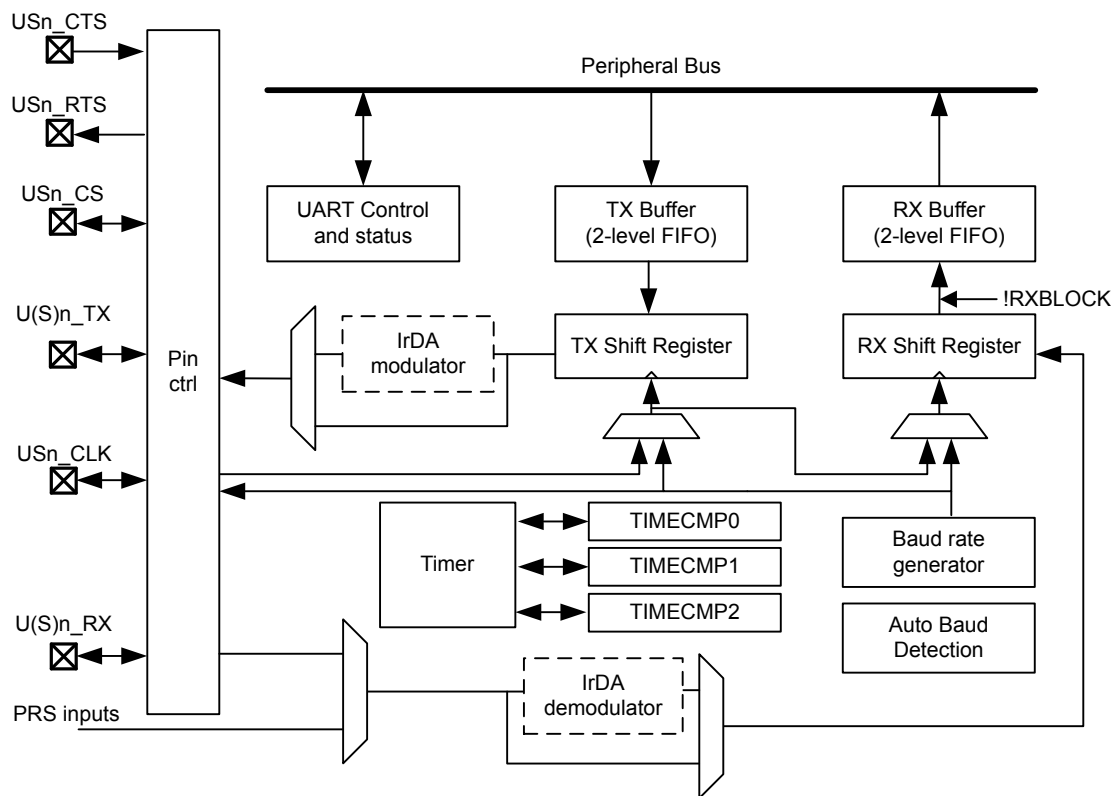 USn_CTS
Peripheral Bus
USn_RTS
USn_CS
UART Control
and status
TX Buffer
(2-level FIFO)
RX Buffer
(2-level FIFO)
!RXBLOCK
U(S)n_TX
Pin
ctrl
IrDA
modulator
TX Shift Register
RX Shift Register
USn_CLK
Timer
TIMECMP0
TIMECMP1
TIMECMP2
Baud rate
generator
Auto Baud
Detection
U(S)n_RX
IrDA
demodulator
PRS inputs